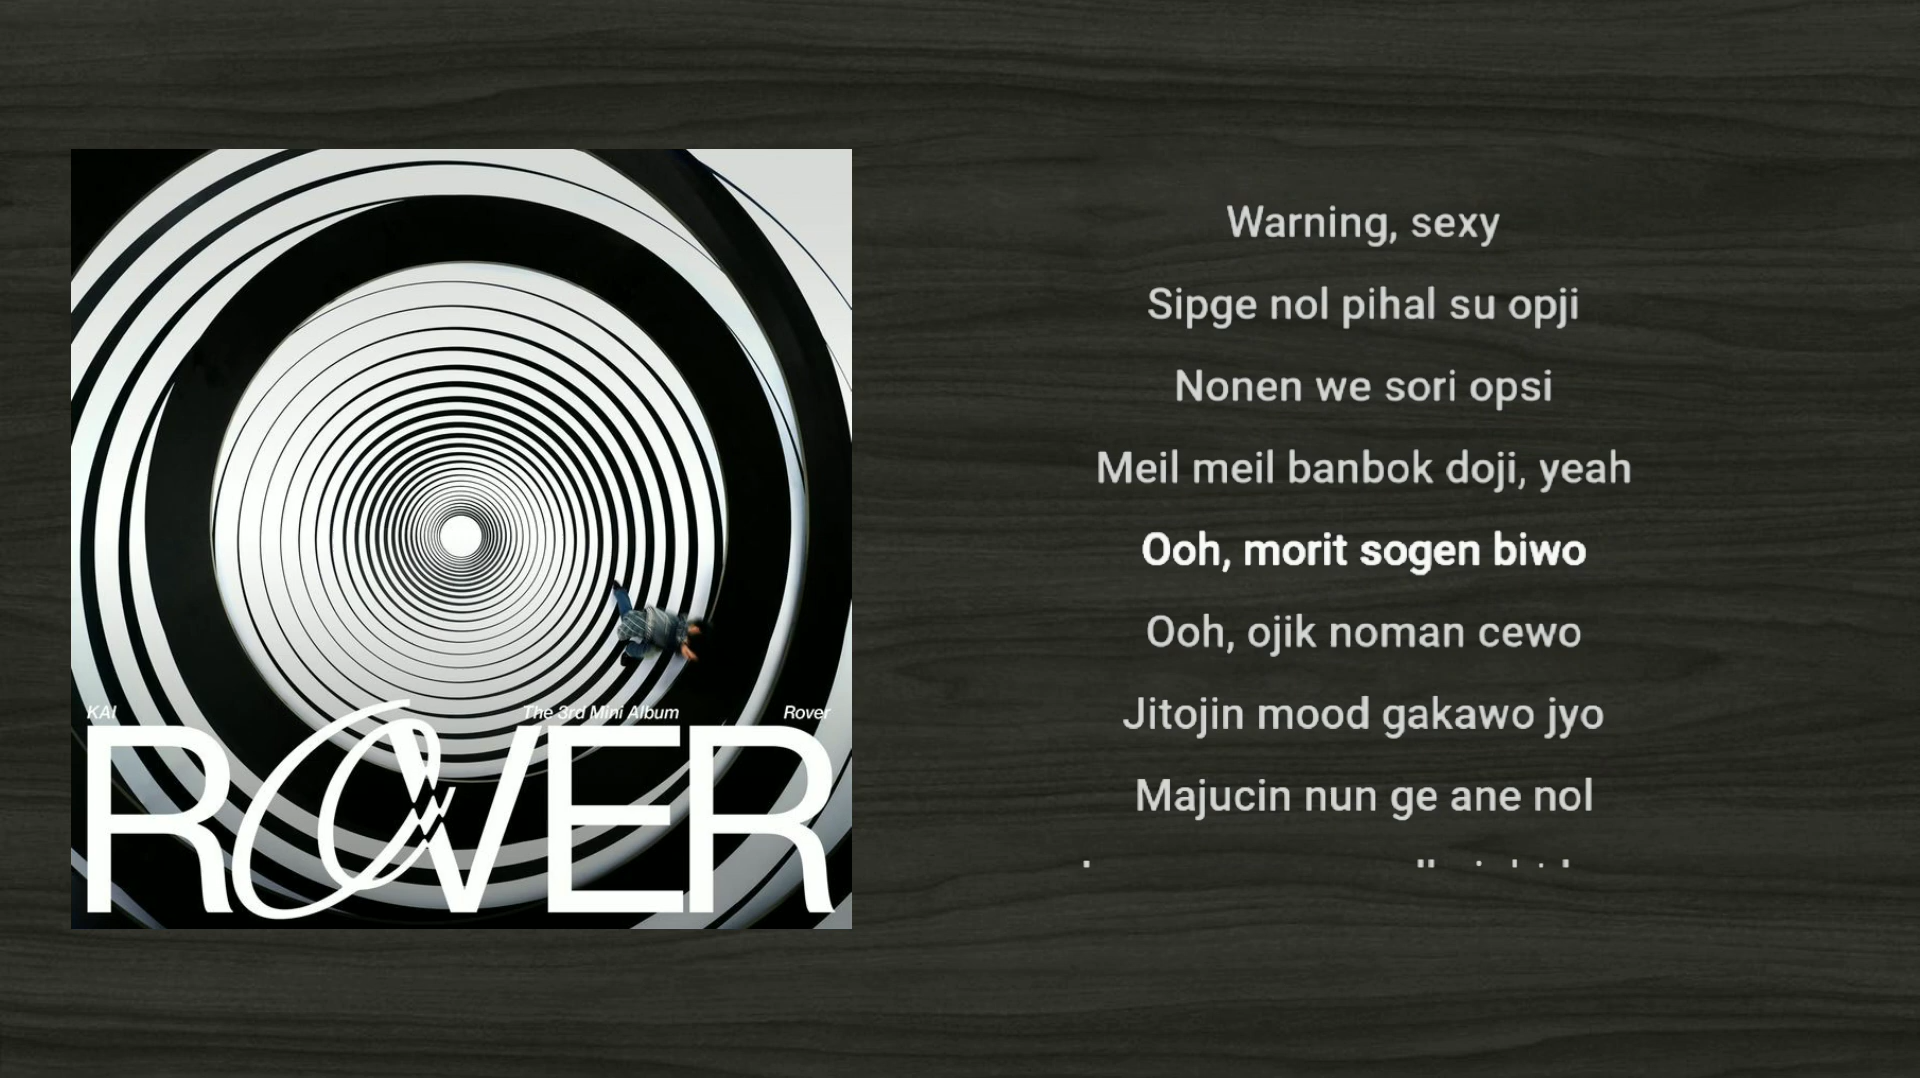 KAI The 3rd Mini Album Rover
ROVER
Warning, sexy
Sipge nol pihal su opji
Nonen we sori opsi
Meil meil banbok doji, yeah
Ooh, morit sogen biwo
Ooh, ojik noman cewo
Jitojin mood gakawo jyo
Majucin nun ge ane nol